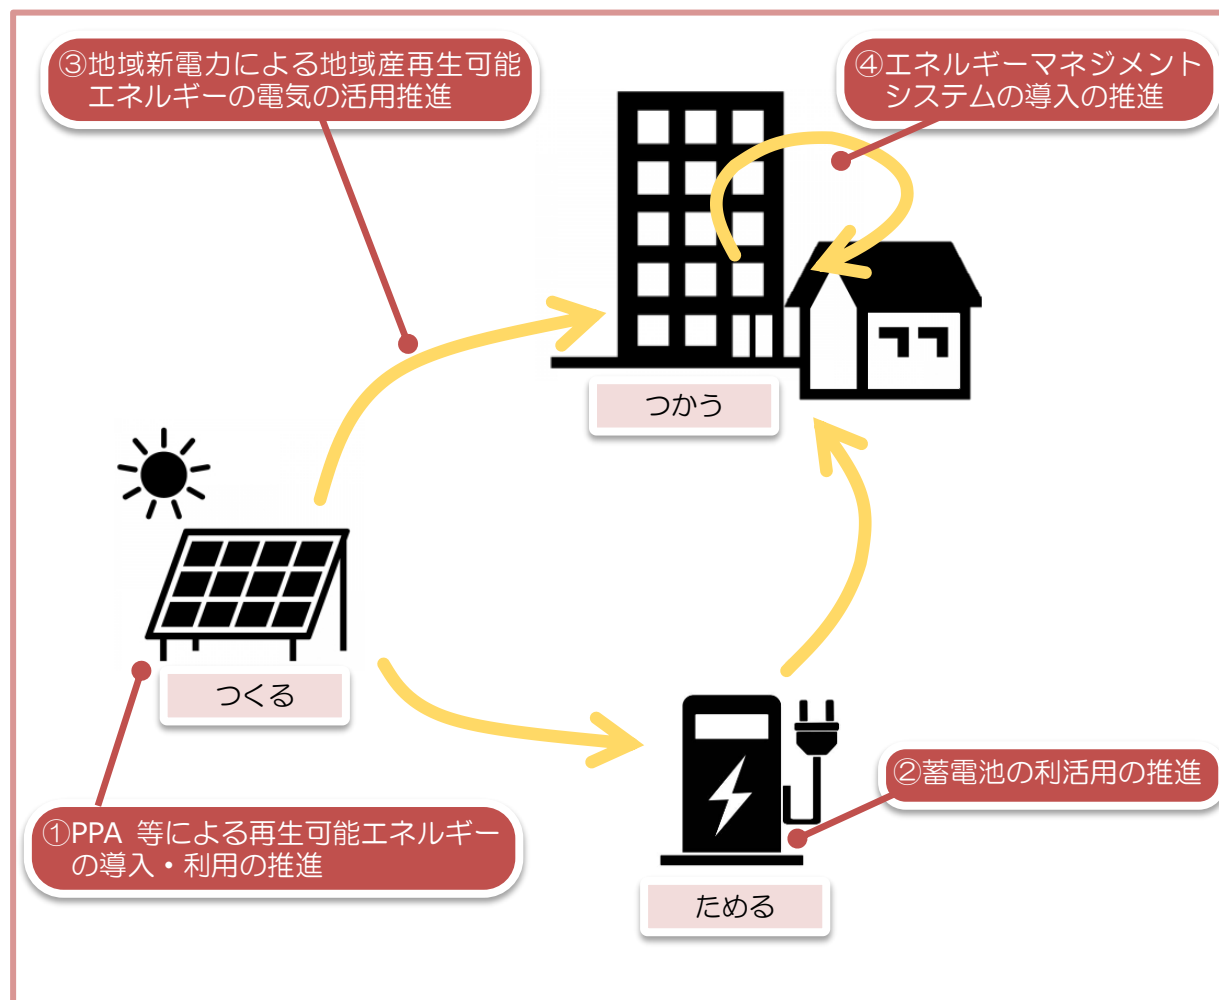 ③地域新電力による地域産再生可能
エネルギーの電気の活用推進
④エネルギーマネジメント
システムの導入の推進
つかう
つくる
②蓄電池の利活用の推進
①PPA 等による再生可能エネルギー
の導入・利用の推進
ためる